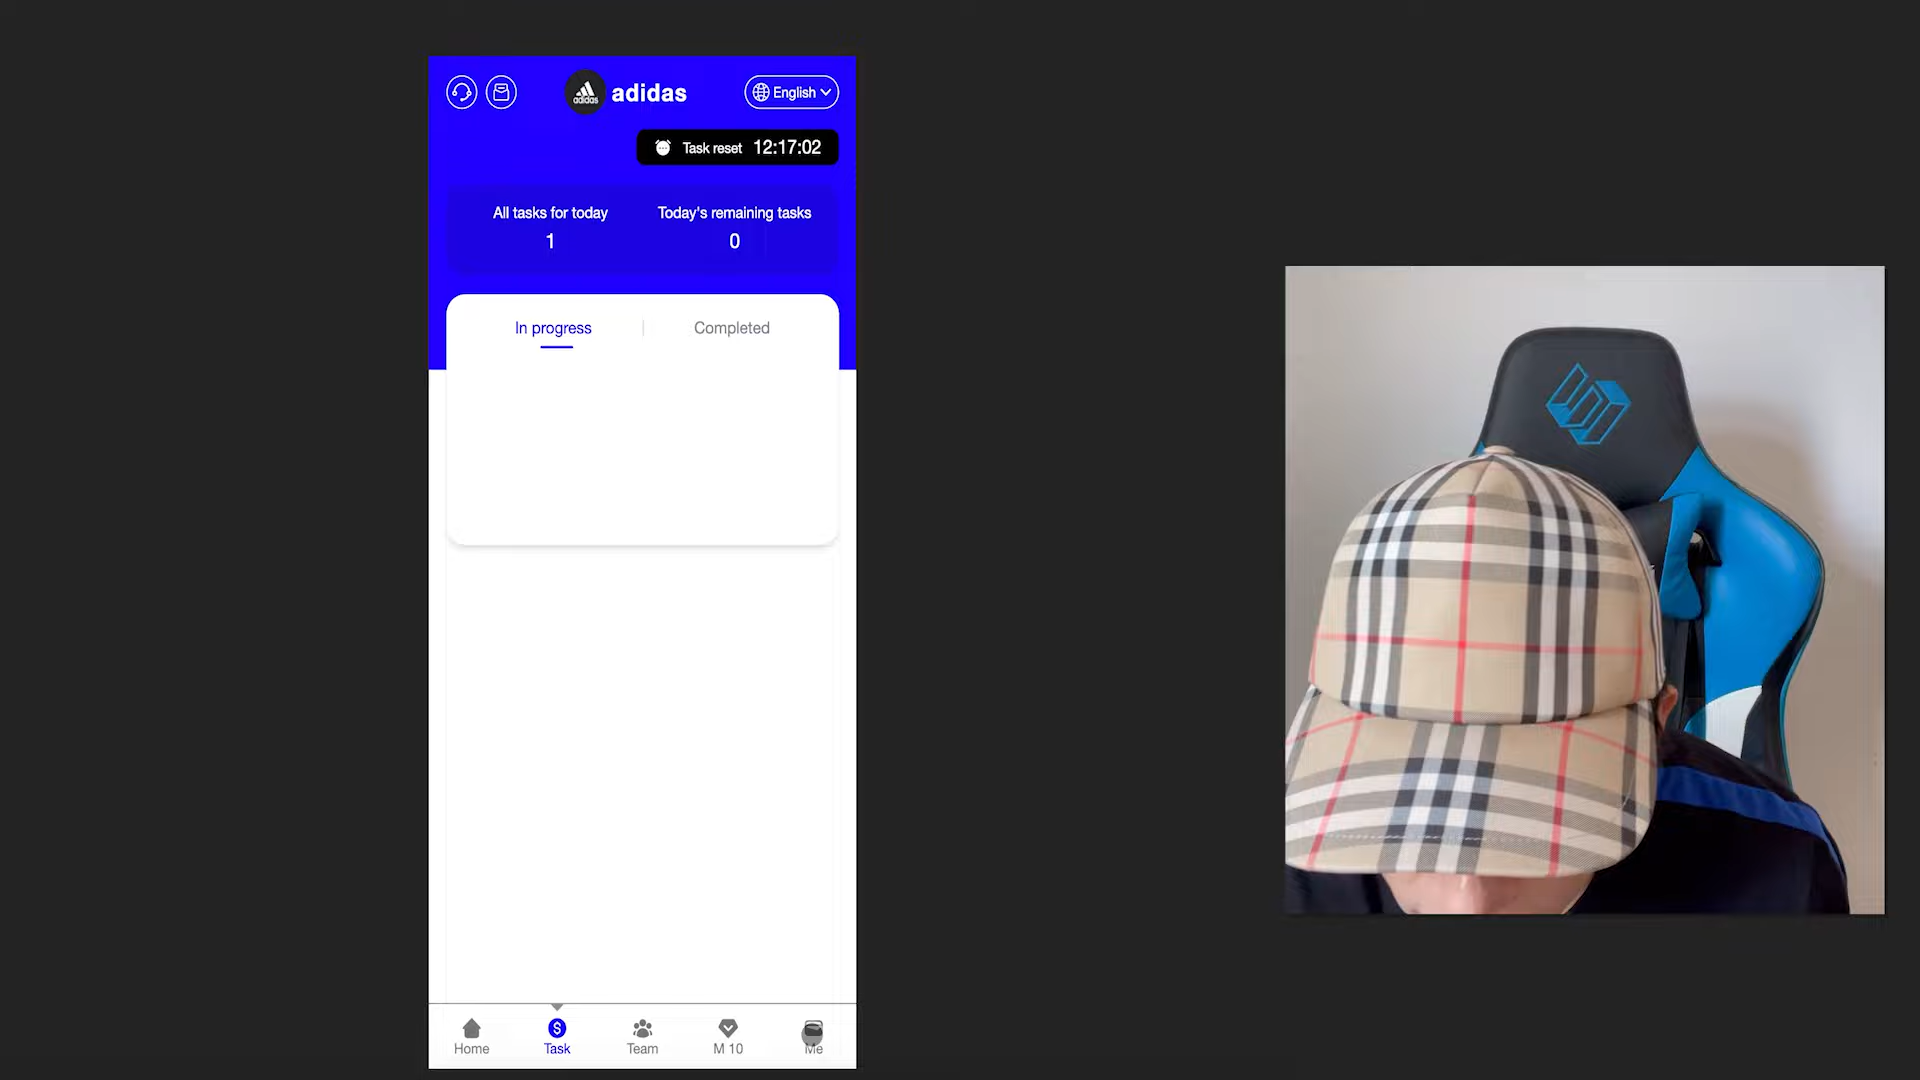 adidas
adidas
English
Task reset 12:17:02
All tasks for today
Today's remaining tasks
1
0
In progress
Completed
Home
Task
Team
M 10
Me